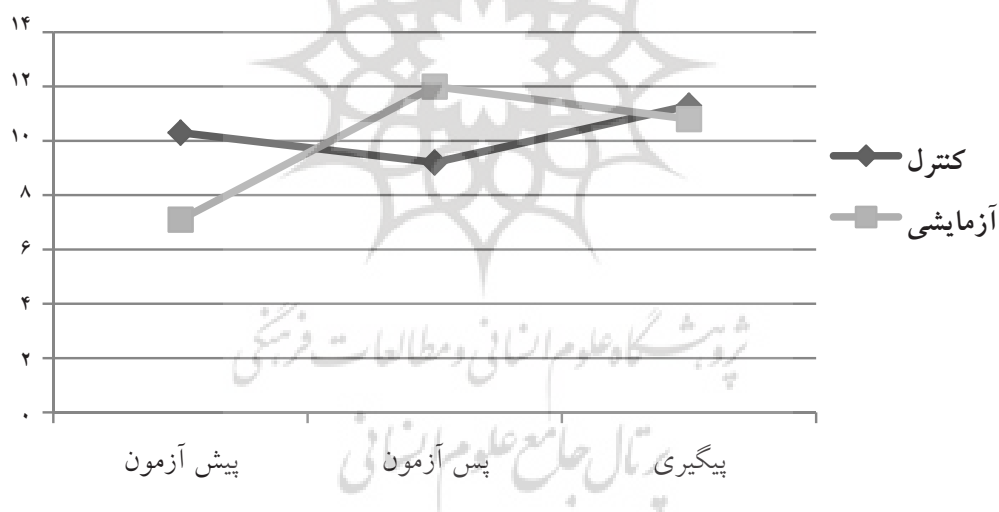 ۱۴
۱۲
۱۰
۸
۶
۴
۲
۰
پیش آزمون
پس آزمون
پیگیری
کنترل
آزمایشی
پژوهشگاه علوم انسانی و مطالعات فرهنگی
پرتال جامع علوم انسانی